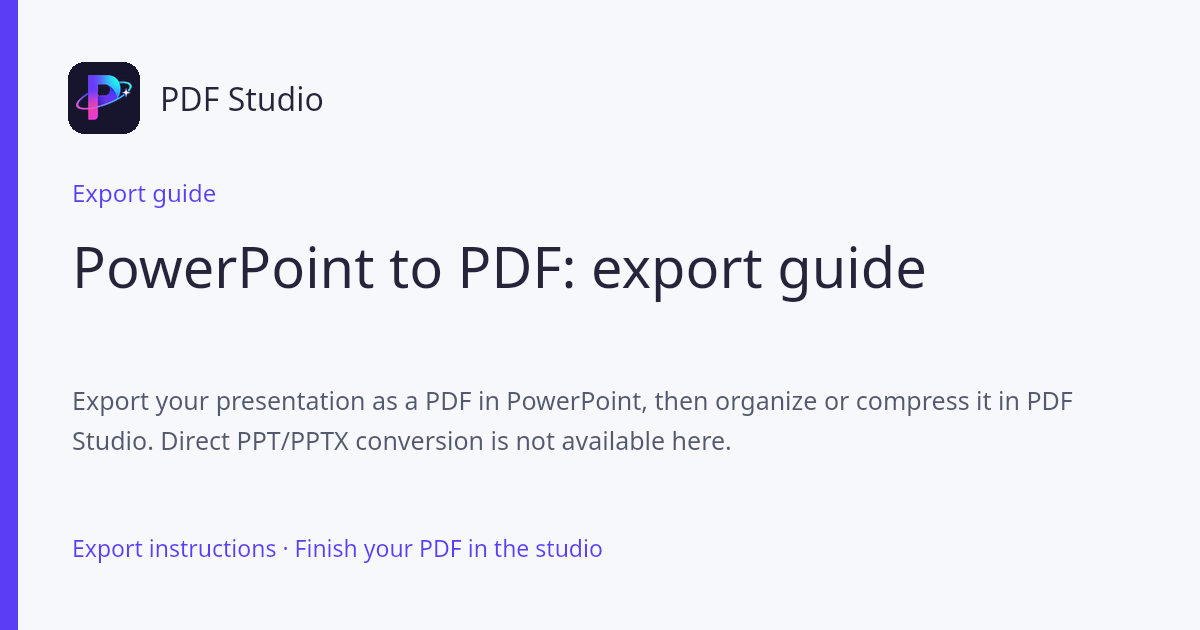 PDF Studio
Export guide
PowerPoint to PDF: export guide
Export your presentation as a PDF in PowerPoint, then organize or compress it in PDF
Studio. Direct PPT/PPTX conversion is not available here.
Export instructions · Finish your PDF in the studio